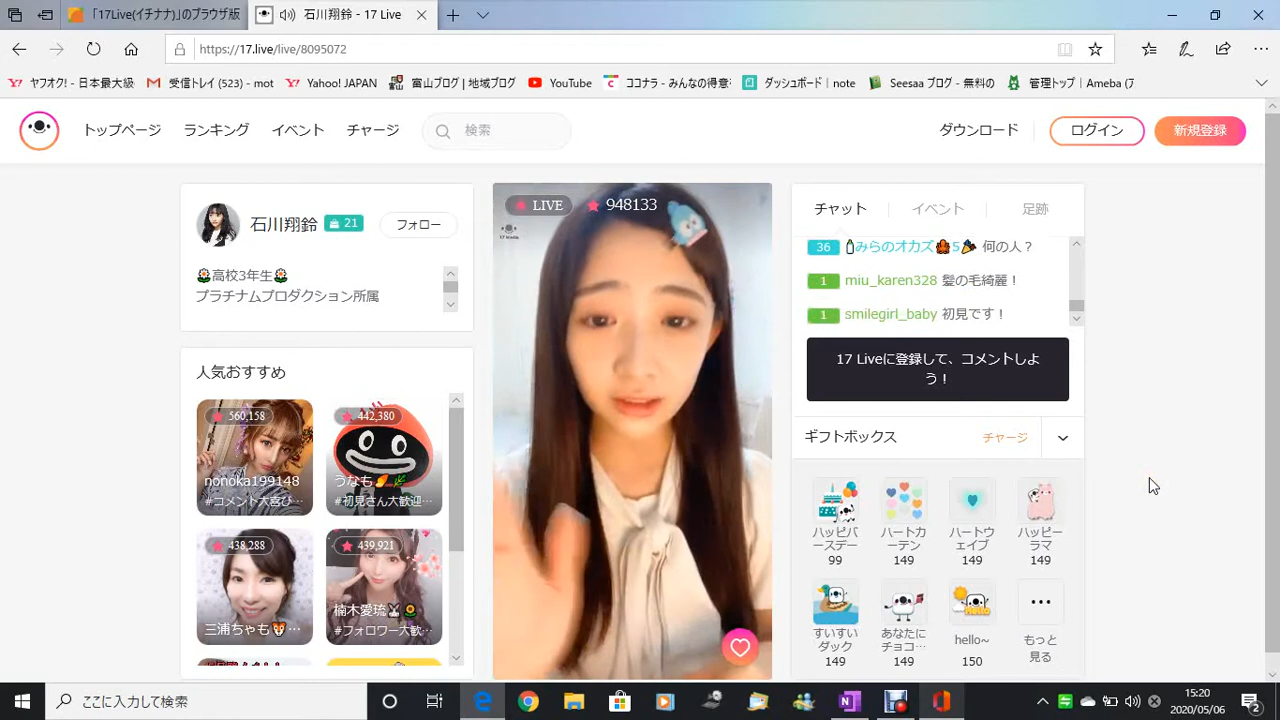 「17Live(イチナナ)」のブラウザ版
石川翔鈴 - 17 Live
https://17.live/live/8095072
ヤフオク! - 日本最大級
受信トレイ (523) - mot
Yahoo! JAPAN
富山ブログ | 地域ブログ
YouTube
ココナラ - みんなの得意
ダッシュボード | note
Seesaa ブログ - 無料の
管理トップ | Ameba (ア
トップページ
ランキング
イベント
チャージ
検索
ダウンロード
ログイン
新規登録
石川翔鈴
21
フォロー
🌼高校3年生🌼
プラチナムプロダクション所属
人気おすすめ
560,158
nonoka199148
#コメント大喜び…
442,380
うなも
#初見さん大歓迎…
438,288
三浦ちゃも
439,921
楠木愛琉
#フォロワー大歓…
LIVE
948133
チャット
イベント
足跡
36 みらのオカズ 5 何の人?
1 miu_karen328 髪の毛綺麗!
1 smilegirl_baby 初見です!
17 Liveに登録して、コメントしよ
う!
ギフトボックス
チャージ
ハッピバ
ースデー
99
ハートカ
ーテン
149
ハートウ
ェイブ
149
ハッピー
ラマ
149
すいすい
ダック
149
あなたに
チョコ…
149
hello~
150
もっと
見る
ここに入力して検索
15:20
2020/05/06
2